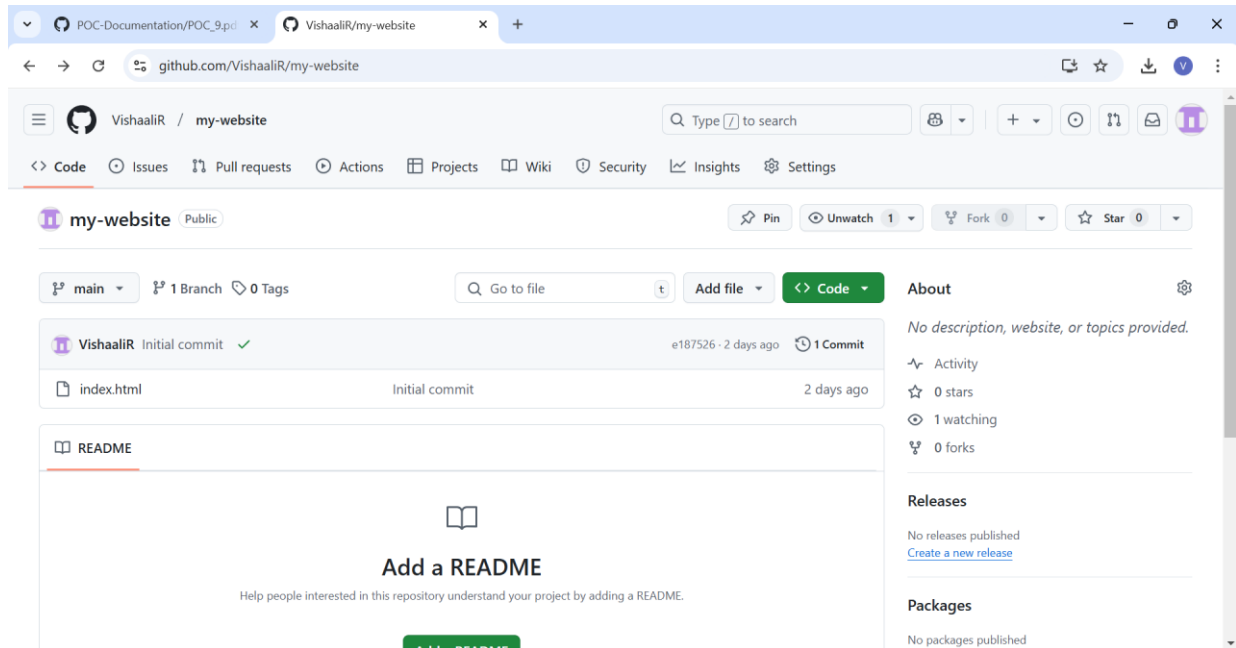 POC-Documentation/POC_9.pd
VishaaliR/my-website
github.com/VishaaliR/my-website
V
VishaaliR / my-website
Type / to search
Code Issues Pull requests Actions Projects Wiki Security Insights Settings
my-website Public
Pin Unwatch 1 Fork 0 Star 0
main 1 Branch 0 Tags Go to file t Add file Code
VishaaliR Initial commit e187526 · 2 days ago 1 Commit
index.html Initial commit 2 days ago
README
Add a README
Help people interested in this repository understand your project by adding a README.
Add a README
About
No description, website, or topics provided.
Activity
0 stars
1 watching
0 forks
Releases
No releases published
Create a new release
Packages
No packages published